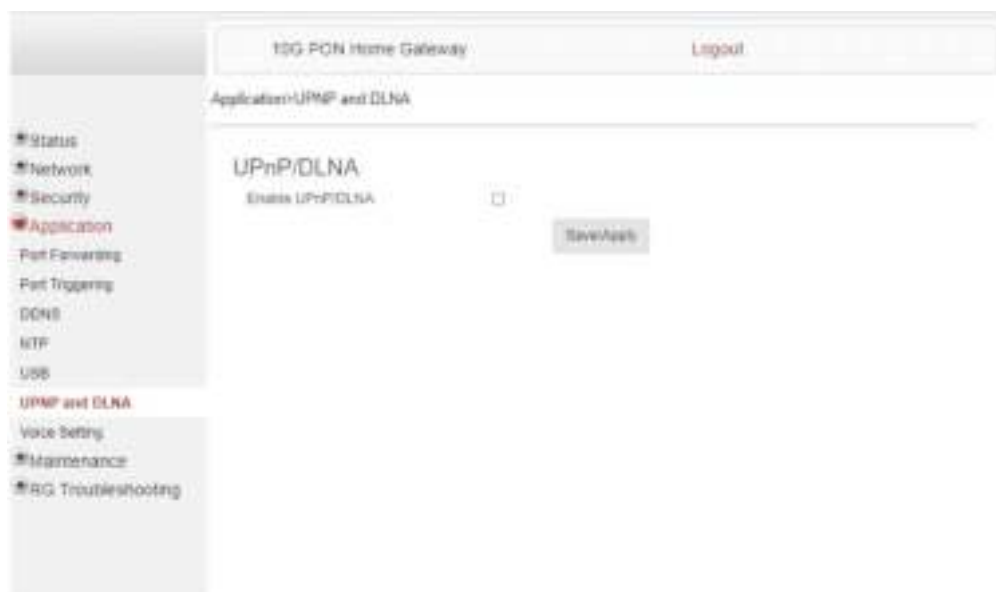 10G PON Home Gateway
Logout
Application>UPNP and DLNA
Status
Network
Security
Application
Port Forwarding
Port Triggering
DDNS
NTP
USB
UPNP and DLNA
Voice Setting
Maintenance
RG Troubleshooting
UPnP/DLNA
Enable UPnP/DLNA
Save/Apply